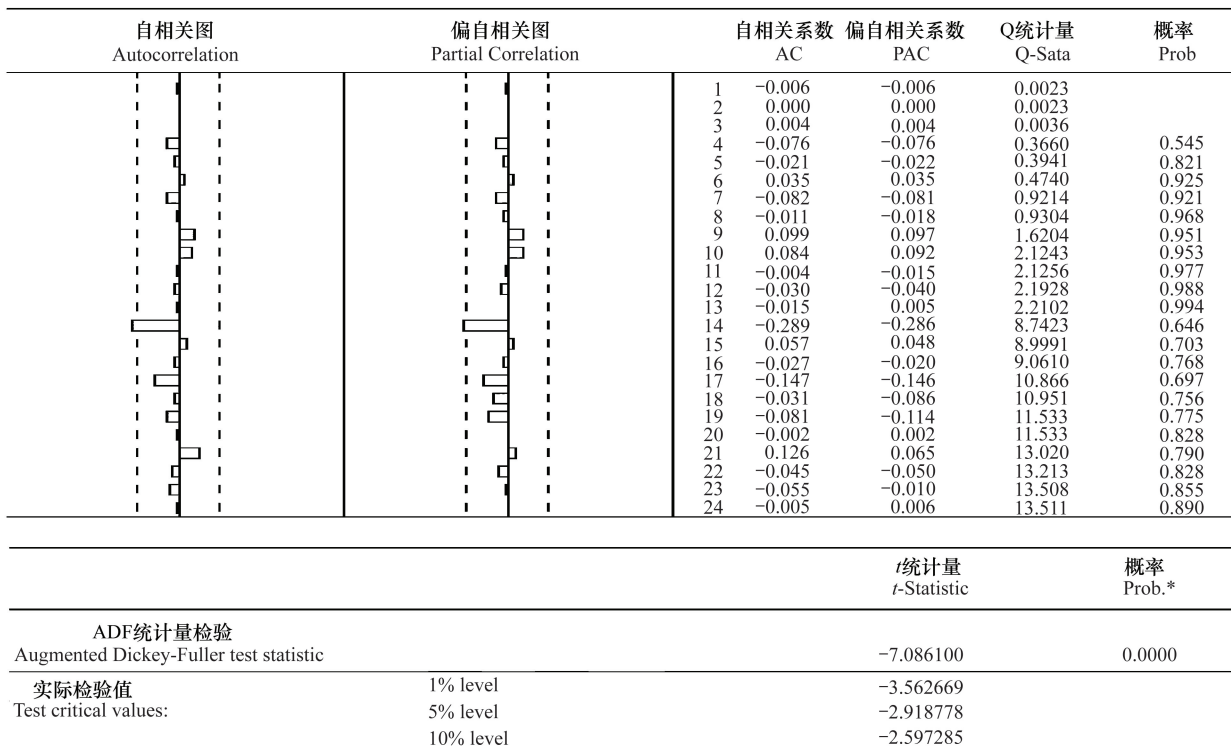 自相关图 偏自相关图 自相关系数 偏自相关系数 Q统计量 概率
Autocorrelation Partial Correlation AC PAC Q-Sata Prob
1 −0.006 −0.006 0.0023
2 0.000 0.000 0.0023
3 0.004 0.004 0.0036
4 −0.076 −0.076 0.3660 0.545
5 −0.021 −0.022 0.3941 0.821
6 0.035 0.035 0.4740 0.925
7 −0.082 −0.081 0.9214 0.921
8 −0.011 −0.018 0.9304 0.968
9 0.099 0.097 1.6204 0.951
10 0.084 0.092 2.1243 0.953
11 −0.004 −0.015 2.1256 0.977
12 −0.030 −0.040 2.1928 0.988
13 −0.015 0.005 2.2102 0.994
14 −0.289 −0.286 8.7423 0.646
15 0.057 0.048 8.9991 0.703
16 −0.027 −0.020 9.0610 0.768
17 −0.147 −0.146 10.866 0.697
18 −0.031 −0.086 10.951 0.756
19 −0.081 −0.114 11.533 0.775
20 −0.002 0.002 11.533 0.828
21 0.126 0.065 13.020 0.790
22 −0.045 −0.050 13.213 0.828
23 −0.055 −0.010 13.508 0.855
24 −0.005 0.006 13.511 0.890
t统计量 概率
t-Statistic Prob.*
ADF统计量检验
Augmented Dickey-Fuller test statistic −7.086100 0.0000
实际检验值 1% level −3.562669
Test critical values: 5% level −2.918778
10% level −2.597285